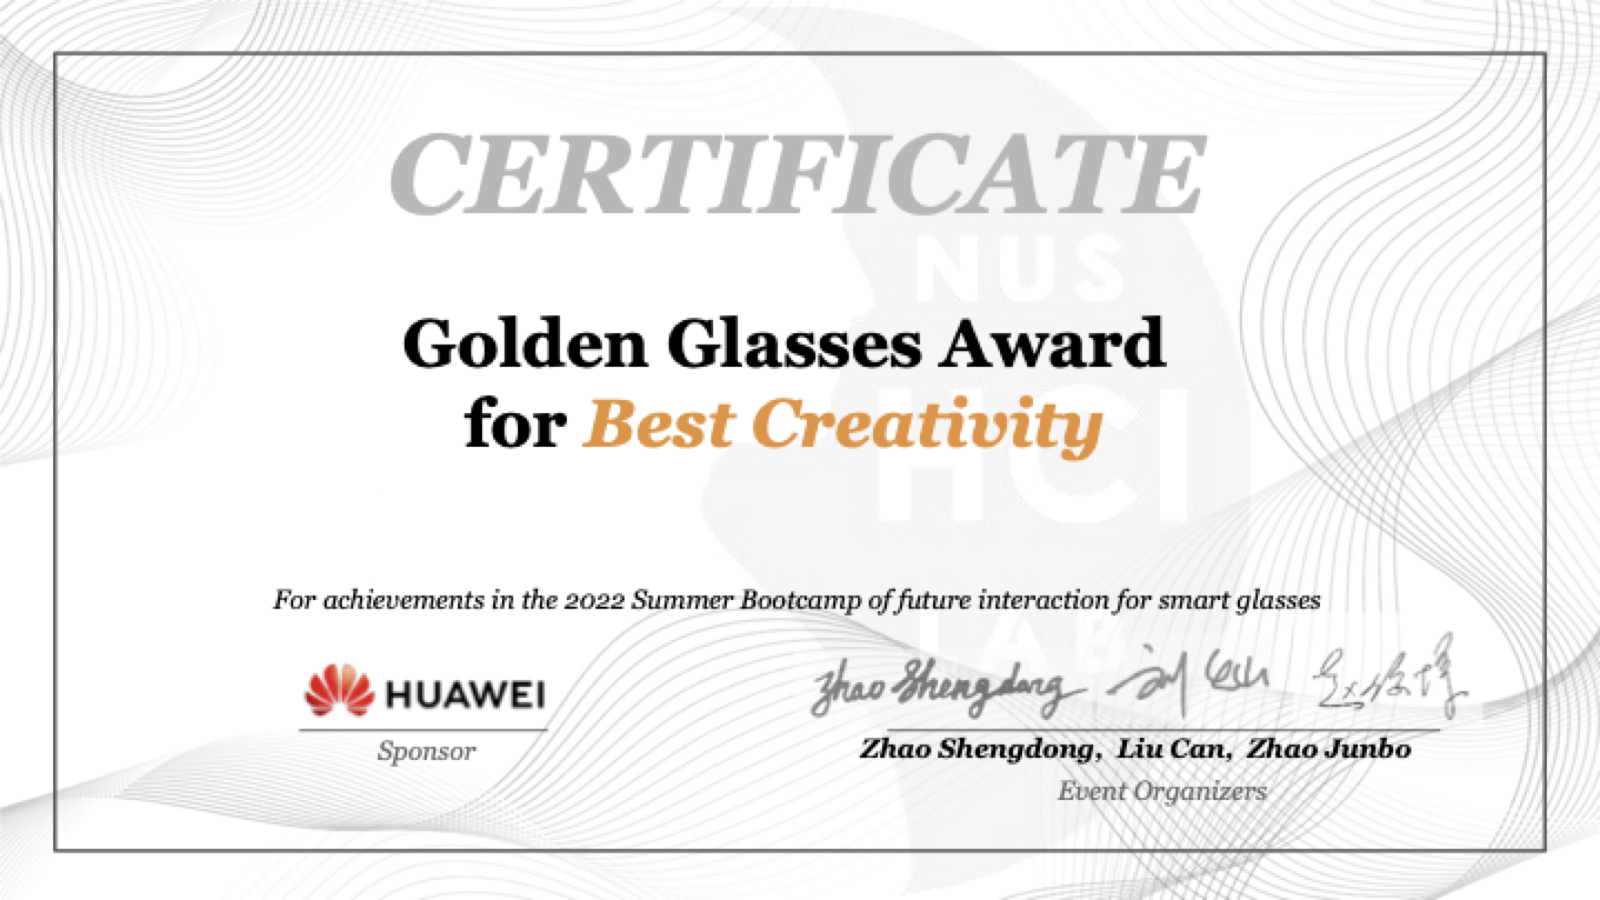 CERTIFICATE
NUS
HCI
LAB
Golden Glasses Award
for Best Creativity
For achievements in the 2022 Summer Bootcamp of future interaction for smart glasses
HUAWEI
Sponsor
Zhao Shengdong
Zhao Shengdong, Liu Can, Zhao Junbo
Event Organizers